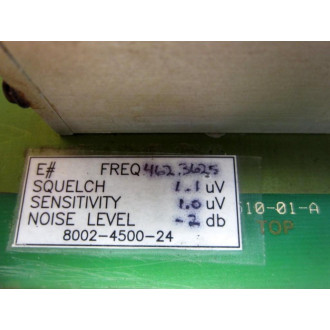 E# FREQ 462.3625
SQUELCH 1.1 uV
SENSITIVITY 1.0 uV
NOISE LEVEL -2 db
8002-4500-24
510-01-A
TOP